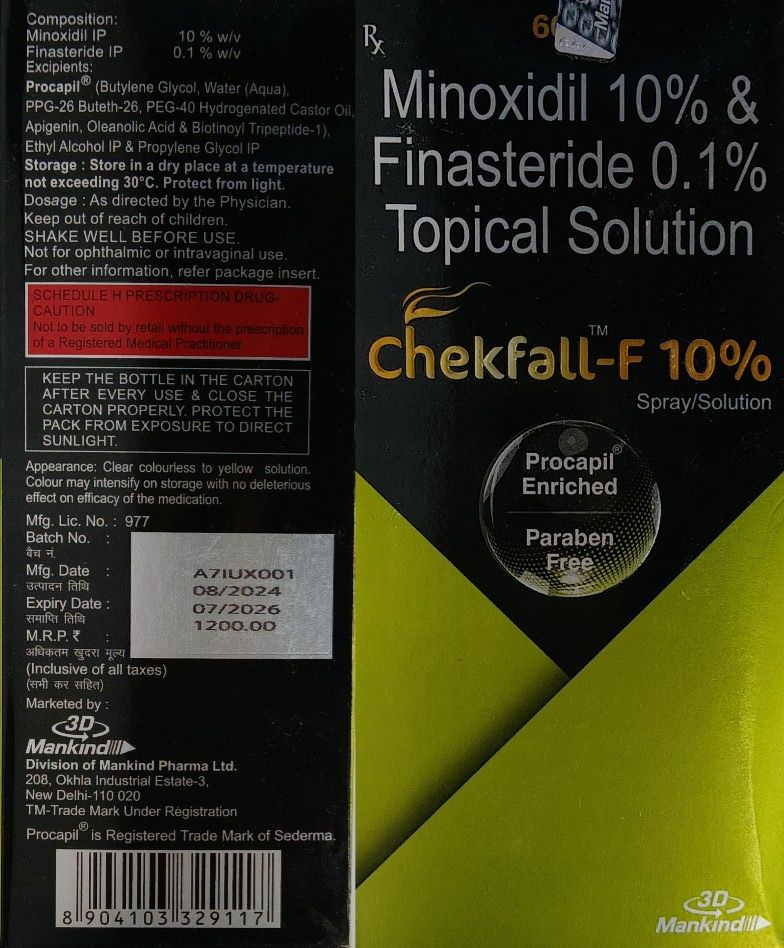 Composition:
Minoxidil IP 10 % w/v
Finasteride IP 0.1 % w/v
Excipients:
Procapil® (Butylene Glycol, Water (Aqua),
PPG-26 Buteth-26, PEG-40 Hydrogenated Castor Oil,
Apigenin, Oleanolic Acid & Biotinoyl Tripeptide-1),
Ethyl Alcohol IP & Propylene Glycol IP
Storage : Store in a dry place at a temperature
not exceeding 30°C. Protect from light.
Dosage : As directed by the Physician.
Keep out of reach of children.
SHAKE WELL BEFORE USE.
Not for ophthalmic or intravaginal use.
For other information, refer package insert.
SCHEDULE H PRESCRIPTION DRUG-
CAUTION
Not to be sold by retail without the prescription
of a Registered Medical Practitioner.
KEEP THE BOTTLE IN THE CARTON
AFTER EVERY USE & CLOSE THE
CARTON PROPERLY. PROTECT THE
PACK FROM EXPOSURE TO DIRECT
SUNLIGHT.
Appearance: Clear colourless to yellow solution.
Colour may intensify on storage with no deleterious
effect on efficacy of the medication.
Mfg. Lic. No. : 977
Batch No. :
बैच नं.
A7IUX001
Mfg. Date :
उत्पादन तिथि
08/2024
Expiry Date :
समाप्ति तिथि
07/2026
M.R.P. ₹ :
अधिकतम खुदरा मूल्य
1200.00
(Inclusive of all taxes)
(सभी कर सहित)
Marketed by :
3D
Mankind
Division of Mankind Pharma Ltd.
208, Okhla Industrial Estate-3,
New Delhi-110 020
TM-Trade Mark Under Registration
Procapil® is Registered Trade Mark of Sederma.
8 904103 329117
Rx
Minoxidil 10% &
Finasteride 0.1%
Topical Solution
Chekfall-F 10%™
Spray/Solution
Procapil®
Enriched
Paraben
Free
3D
Mankind